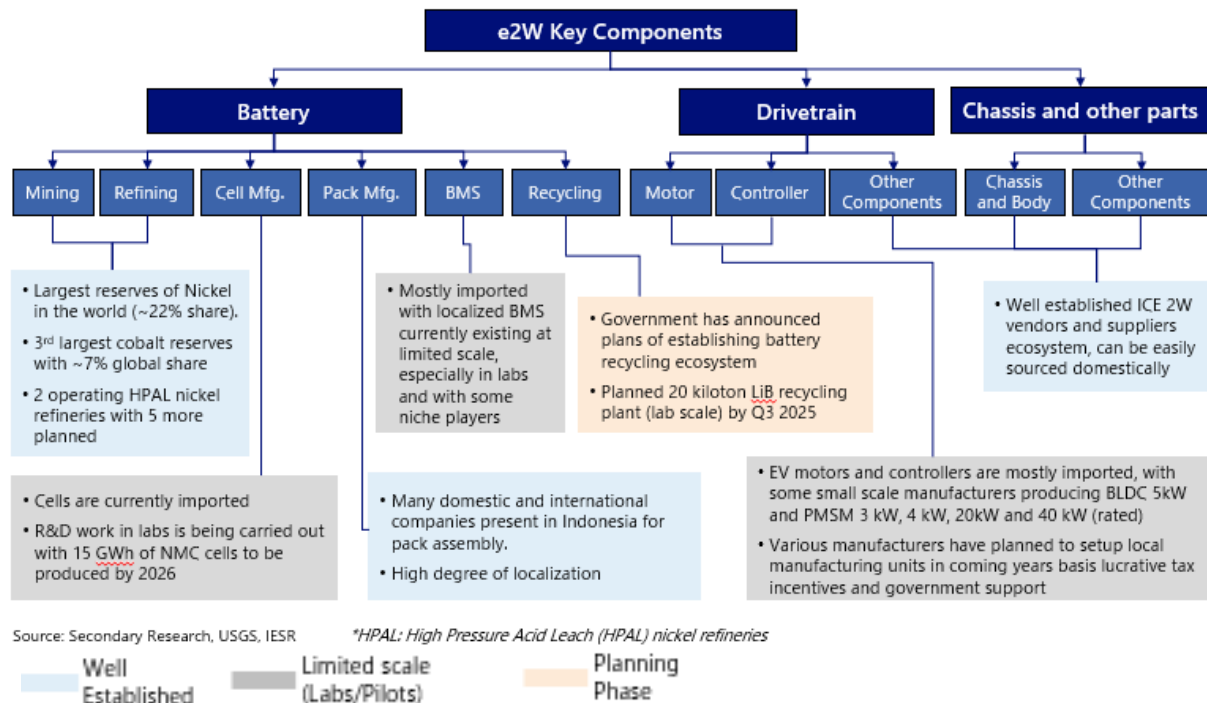 e2W Key Components
Battery
Drivetrain
Chassis and other parts
Mining
Refining
Cell Mfg.
Pack Mfg.
BMS
Recycling
Motor
Controller
Other
Components
Chassis
and Body
Other
Components
• Largest reserves of Nickel
in the world (~22% share).
• 3rd largest cobalt reserves
with ~7% global share
• 2 operating HPAL nickel
refineries with 5 more
planned
• Mostly imported
with localized BMS
currently existing at
limited scale,
especially in labs
and with some
niche players
• Government has announced
plans of establishing battery
recycling ecosystem
• Planned 20 kiloton LiB recycling
plant (lab scale) by Q3 2025
• Well established ICE 2W
vendors and suppliers
ecosystem, can be easily
sourced domestically
• Cells are currently imported
• R&D work in labs is being carried out
with 15 GWh of NMC cells to be
produced by 2026
• Many domestic and international
companies present in Indonesia for
pack assembly.
• High degree of localization
• EV motors and controllers are mostly imported, with
some small scale manufacturers producing BLDC 5kW
and PMSM 3 kW, 4 kW, 20kW and 40 kW (rated)
• Various manufacturers have planned to setup local
manufacturing units in coming years basis lucrative tax
incentives and government support
Source: Secondary Research, USGS, IESR
*HPAL: High Pressure Acid Leach (HPAL) nickel refineries
Well
Established
Limited scale
(Labs/Pilots)
Planning
Phase